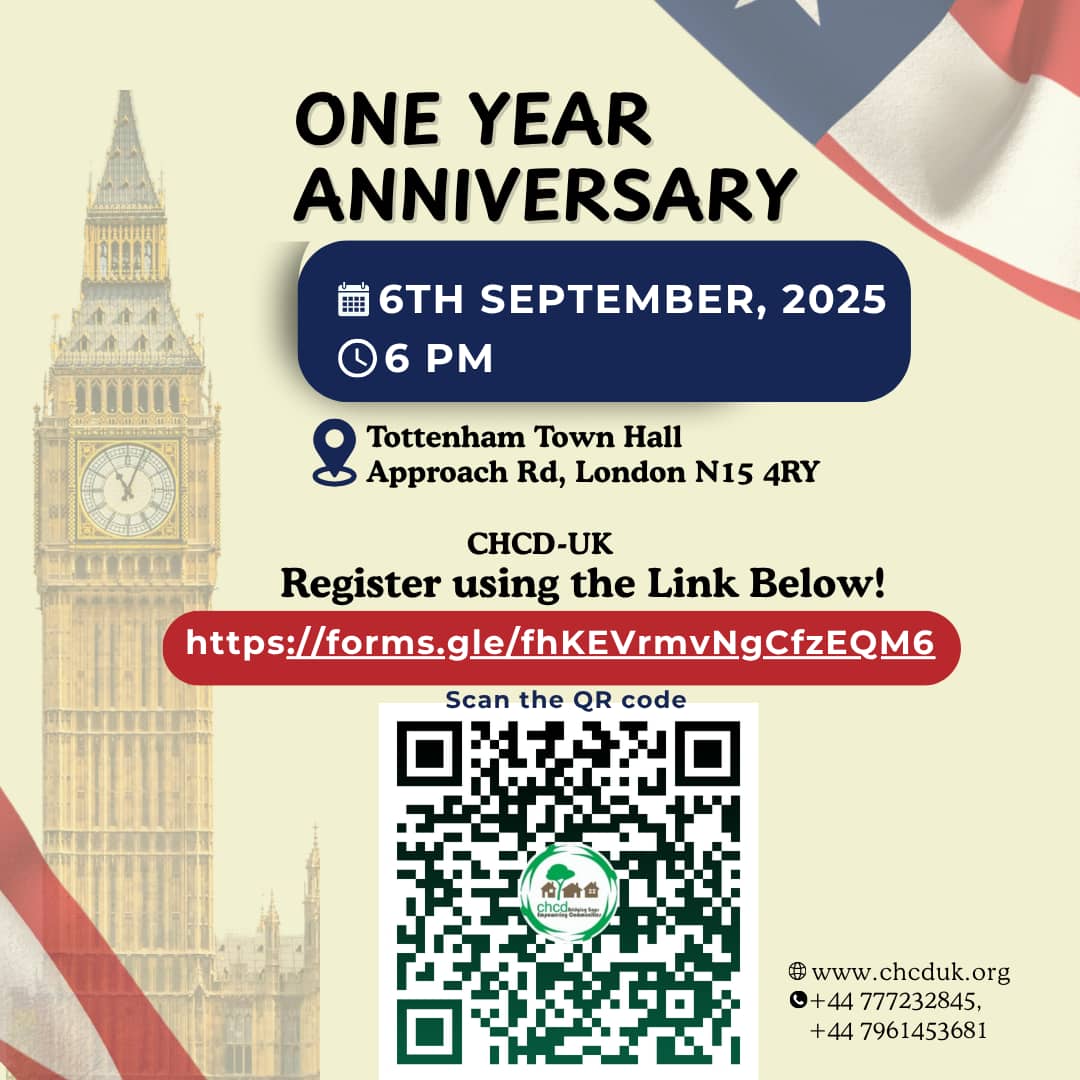 ONE YEAR
ANNIVERSARY
6TH SEPTEMBER, 2025
6 PM
Tottenham Town Hall
Approach Rd, London N15 4RY
CHCD-UK
Register using the Link Below!
https://forms.gle/fhKEVrmvNgCfzEQM6
Scan the QR code
chcd Bridging Gaps
Empowering Communities
www.chcduk.org
+44 777232845,
+44 7961453681